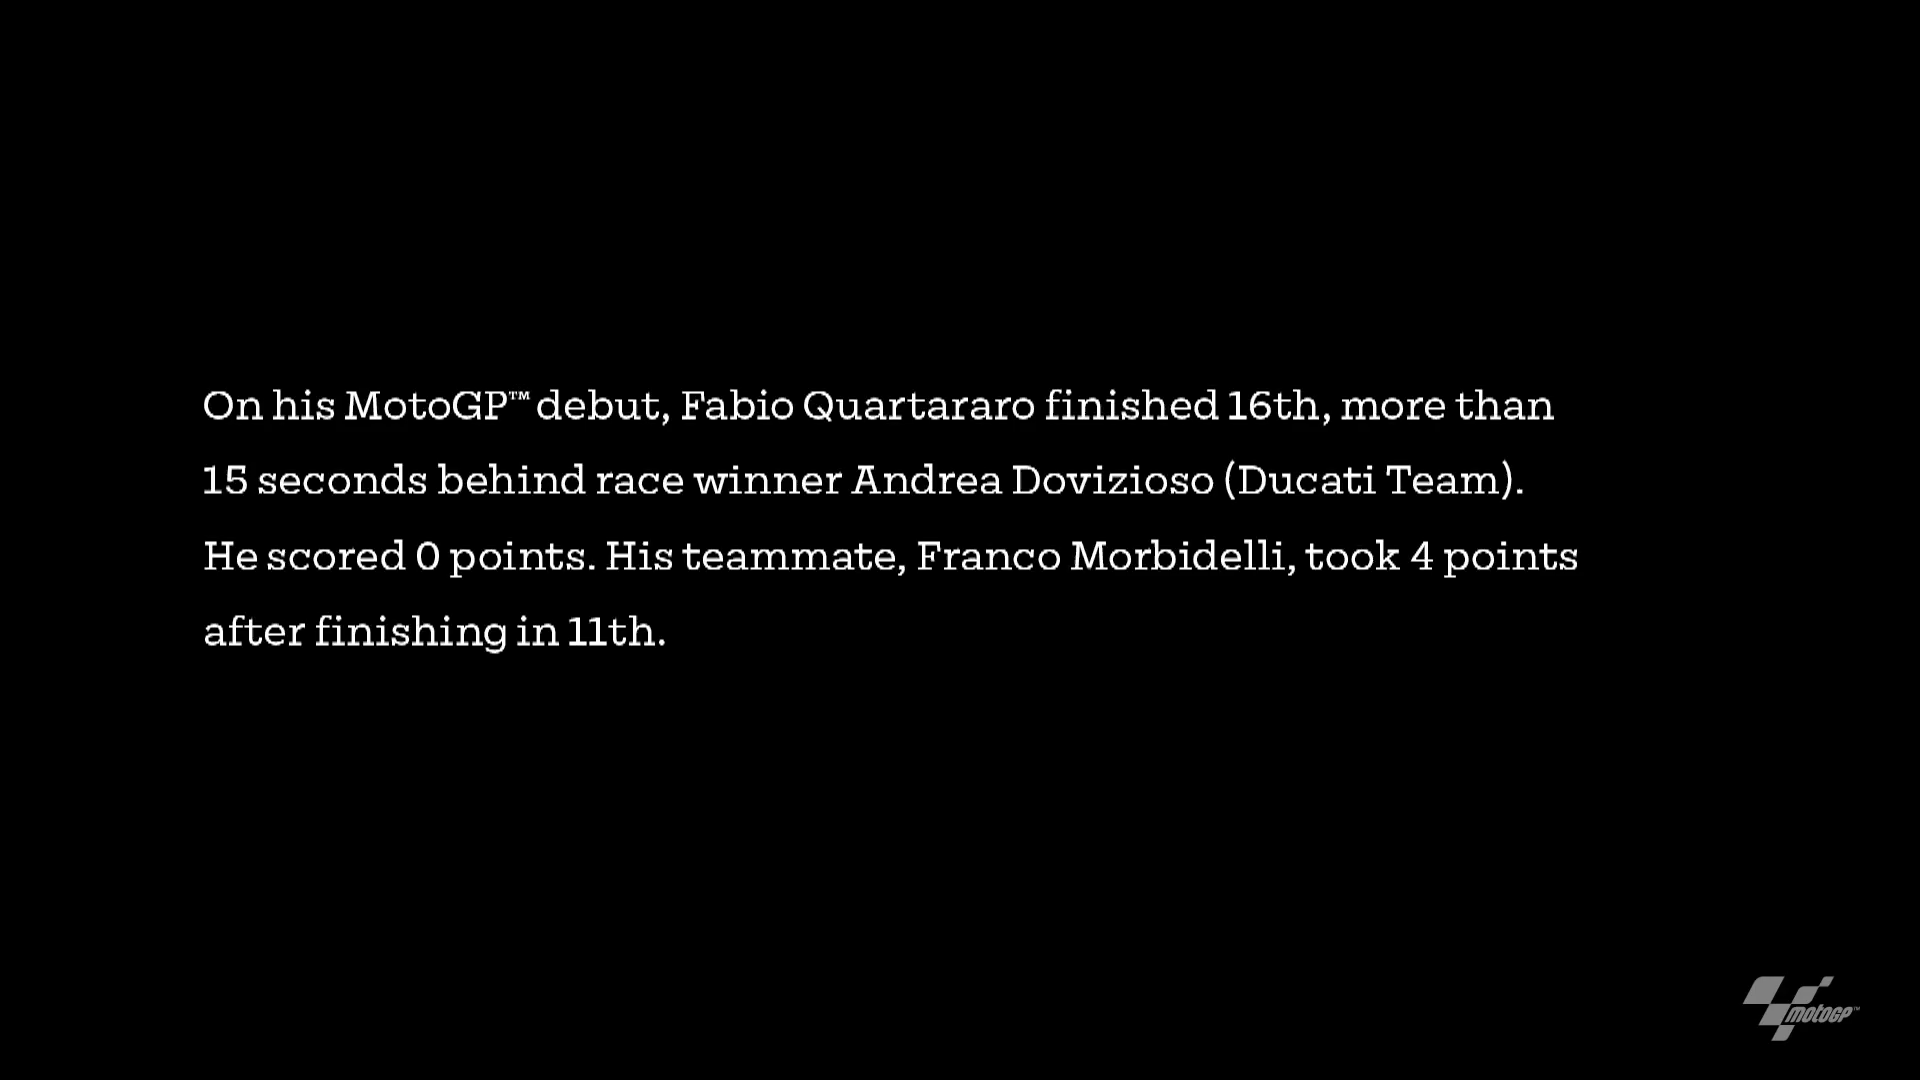 On his MotoGP™ debut, Fabio Quartararo finished 16th, more than
15 seconds behind race winner Andrea Dovizioso (Ducati Team).
He scored 0 points. His teammate, Franco Morbidelli, took 4 points
after finishing in 11th.
motoGP™